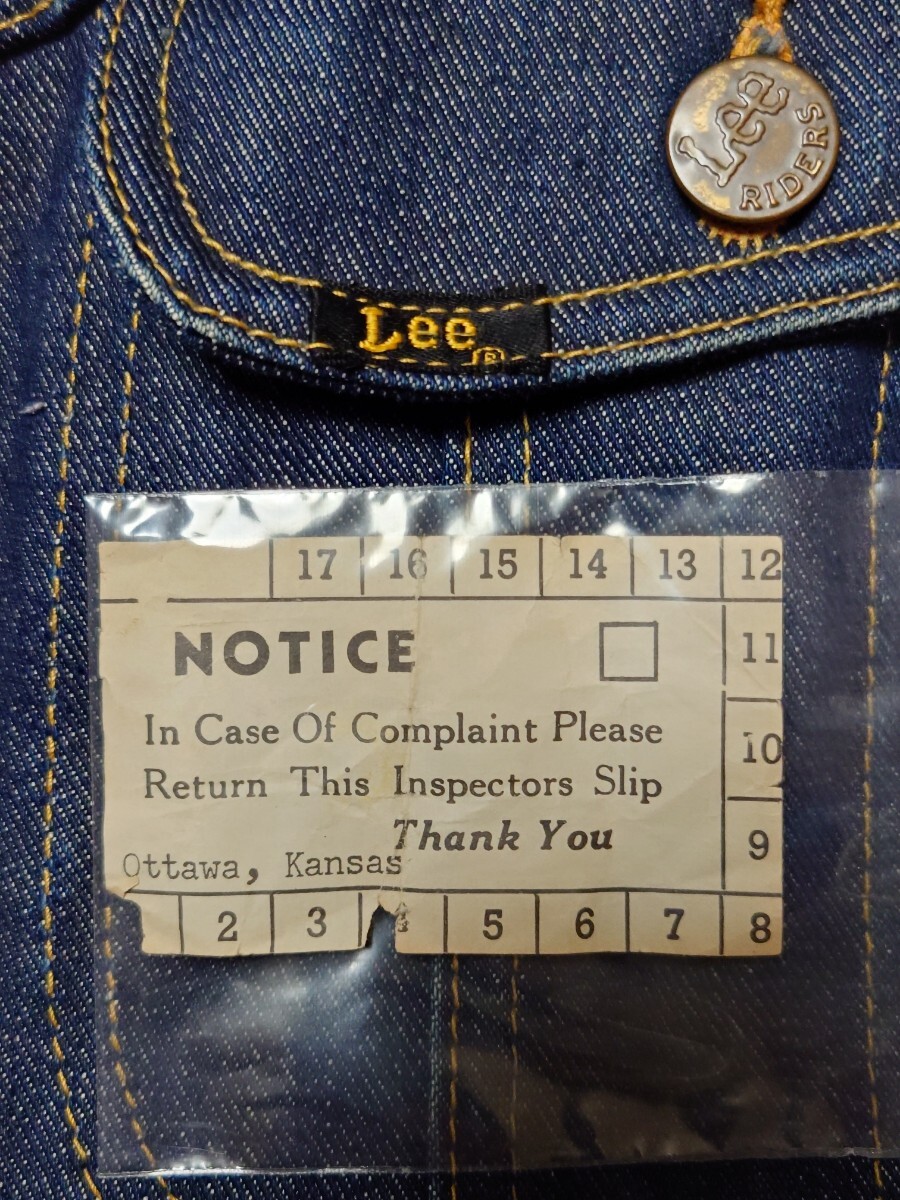 Lee
RIDERS
Lee®
17 16 15 14 13 12
NOTICE 11
In Case Of Complaint Please
10
Return This Inspectors Slip
Thank You 9
Ottawa, Kansas
2 3 4 5 6 7 8